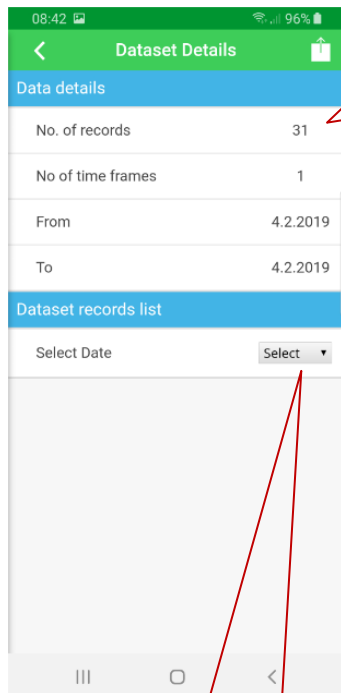 08:42 96%
Dataset Details
Data details
No. of records 31
No of time frames 1
From 4.2.2019
To 4.2.2019
Dataset records list
Select Date Select